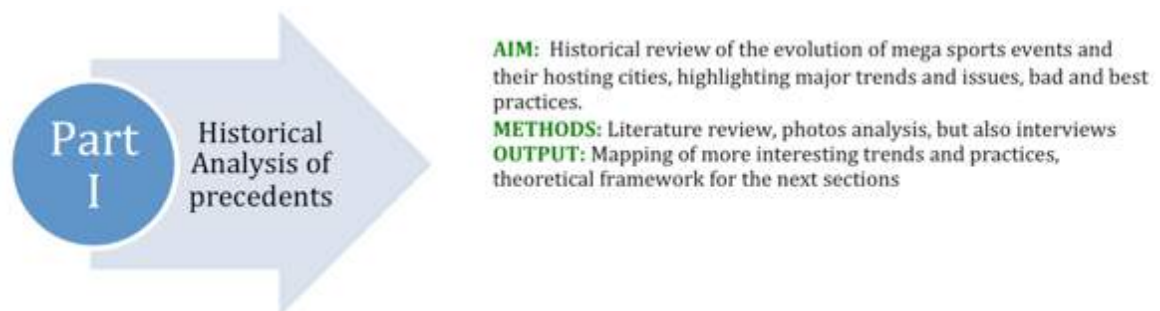 Part
I
Historical
Analysis of
precedents
AIM: Historical review of the evolution of mega sports events and
their hosting cities, highlighting major trends and issues, bad and best
practices.
METHODS: Literature review, photos analysis, but also interviews
OUTPUT: Mapping of more interesting trends and practices,
theoretical framework for the next sections